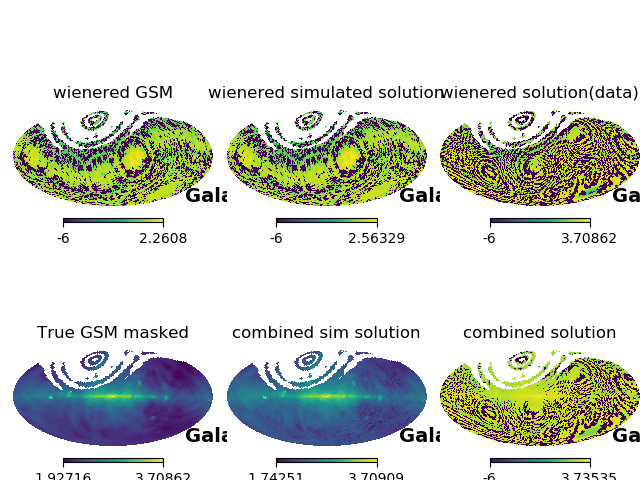 wienered GSM
wienered simulated solution
wienered solution(data)
Gala
Gala
Ga
-6 2.2608
-6 2.56329
-6 3.70862
True GSM masked
combined sim solution
combined solution
Gala
Gala
Ga
1.92716 3.70862
1.74251 3.70909
-6 3.73535